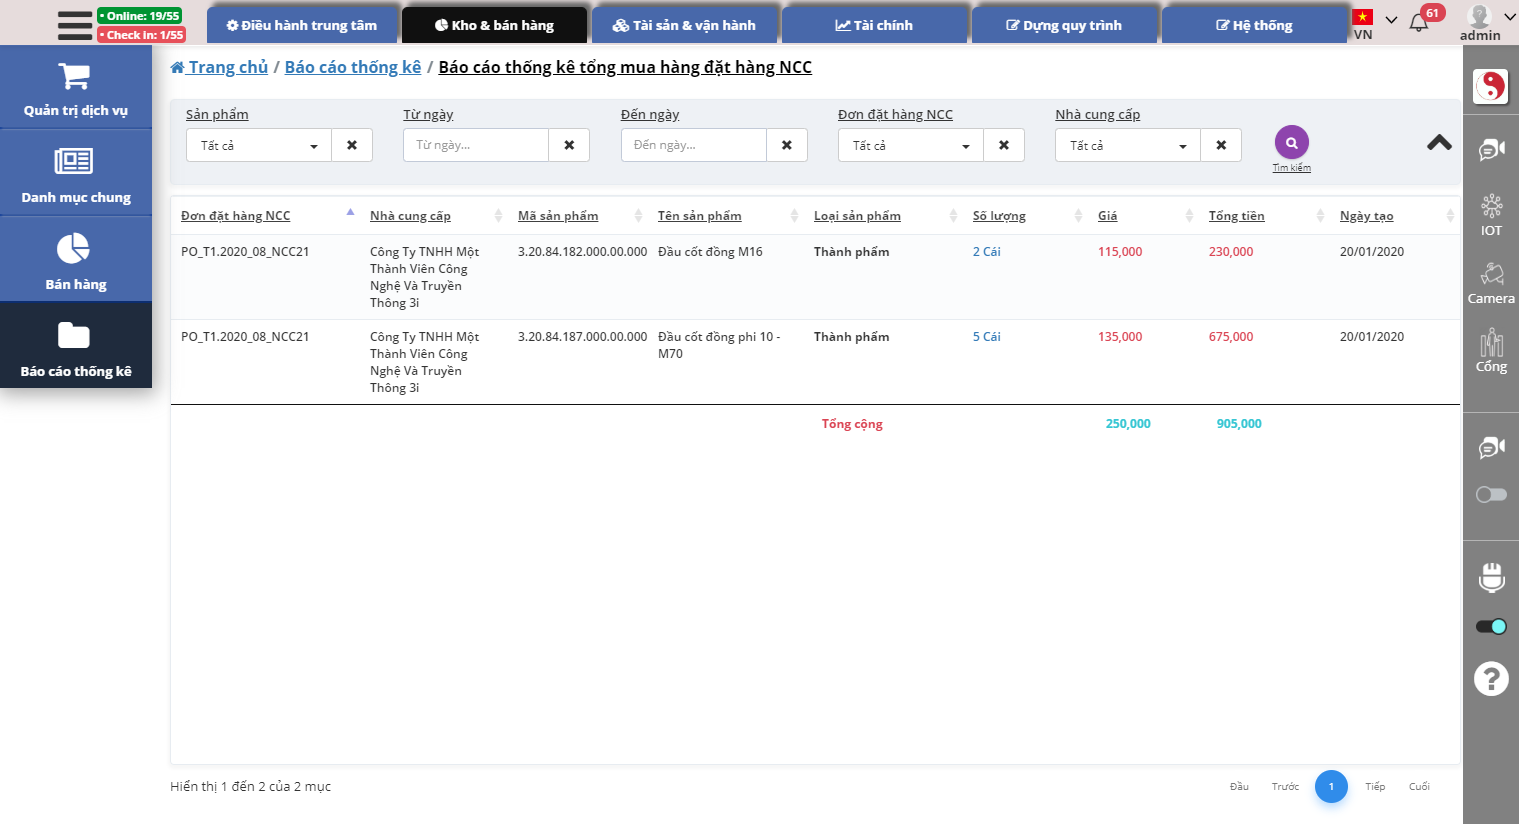 • Online: 19/55
• Check in: 1/55
Điều hành trung tâm
Kho & bán hàng
Tài sản & vận hành
Tài chính
Dựng quy trình
Hệ thống
VN
61
admin
Quản trị dịch vụ
Danh mục chung
Bán hàng
Báo cáo thống kê
Trang chủ / Báo cáo thống kê / Báo cáo thống kê tổng mua hàng đặt hàng NCC
Sản phẩm Từ ngày Đến ngày Đơn đặt hàng NCC Nhà cung cấp
Tất cả Từ ngày... Đến ngày... Tất cả Tất cả
Tìm kiếm
Đơn đặt hàng NCC Nhà cung cấp Mã sản phẩm Tên sản phẩm Loại sản phẩm Số lượng Giá Tổng tiền Ngày tạo
PO_T1.2020_08_NCC21 Công Ty TNHH Một 3.20.84.182.000.00.000 Đầu cốt đồng M16 Thành phẩm 2 Cái 115,000 230,000 20/01/2020
Thành Viên Công
Nghệ Và Truyền
Thông 3i
PO_T1.2020_08_NCC21 Công Ty TNHH Một 3.20.84.187.000.00.000 Đầu cốt đồng phi 10 - Thành phẩm 5 Cái 135,000 675,000 20/01/2020
Thành Viên Công M70
Nghệ Và Truyền
Thông 3i
Tổng cộng 250,000 905,000
Hiển thị 1 đến 2 của 2 mục
Đầu Trước 1 Tiếp Cuối
IOT
Camera
Cổng